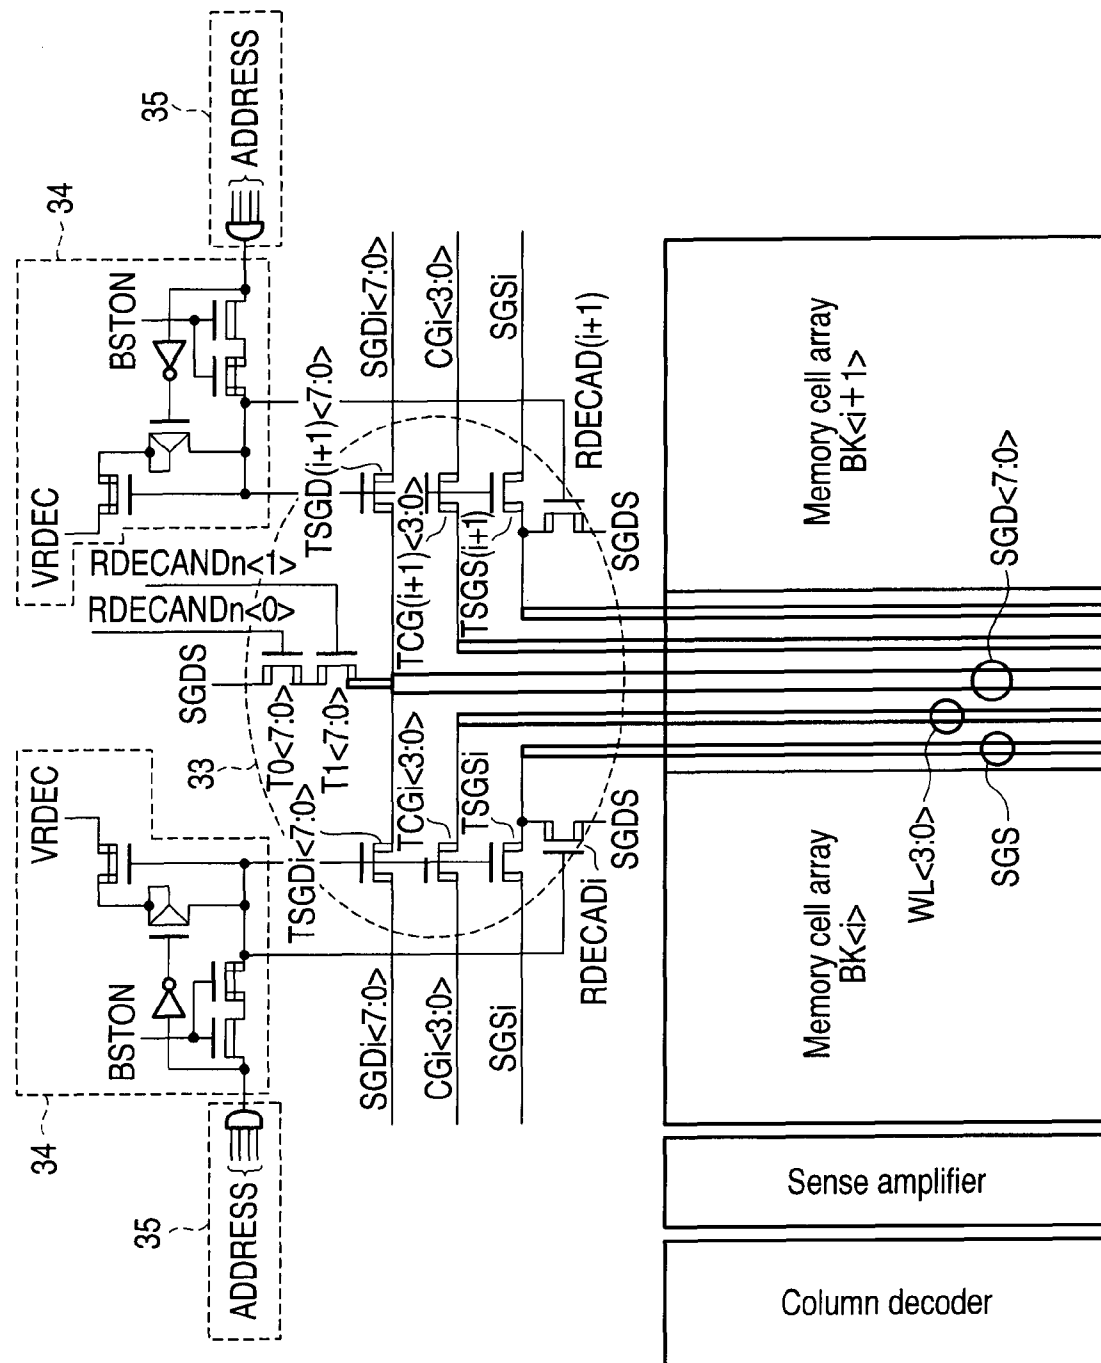 35
ADDRESS
34
BSTON
VRDEC
RDECANDn<1>
RDECANDn<0>
SGDS
T0<7:0>
T1<7:0>
33
TSGD(i+1)<7:0>
TCG(i+1)<3:0>
TSGS(i+1)
SGDi<7:0>
CGi<3:0>
SGSi
RDECAD(i+1)
SGDS
VRDEC
BSTON
34
35
ADDRESS
TSGDi<7:0>
TCGi<3:0>
TSGSi
SGDi<7:0>
CGi<3:0>
SGSi
RDECADi
SGDS
Memory cell array
BK<i+1>
SGD<7:0>
WL<3:0>
SGS
Memory cell array
BK<i>
Sense amplifier
Column decoder